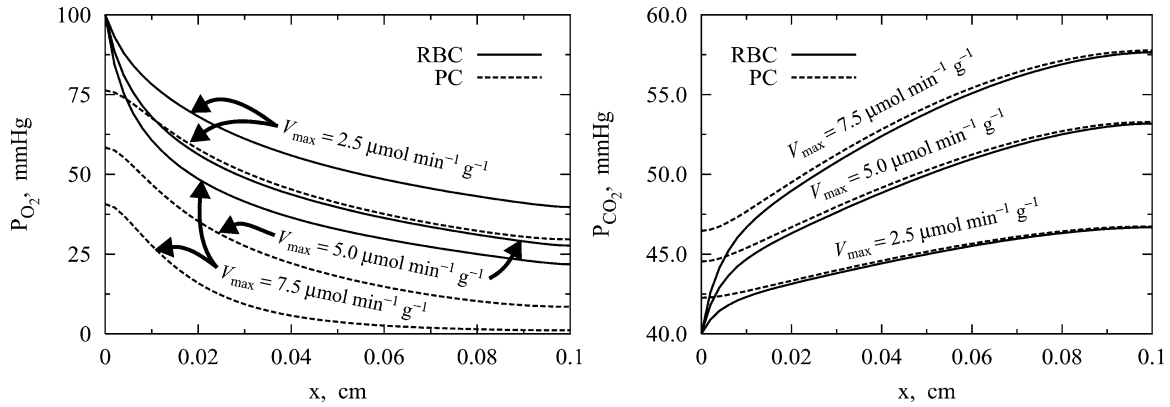 100
75
50
25
0
P_O₂, mmHg
RBC
PC
V_max = 2.5 μmol min⁻¹ g⁻¹
V_max = 5.0 μmol min⁻¹ g⁻¹
V_max = 7.5 μmol min⁻¹ g⁻¹
0 0.02 0.04 0.06 0.08 0.1
x, cm
60.0
55.0
50.0
45.0
40.0
P_CO₂, mmHg
RBC
PC
V_max = 7.5 μmol min⁻¹ g⁻¹
V_max = 5.0 μmol min⁻¹ g⁻¹
V_max = 2.5 μmol min⁻¹ g⁻¹
0 0.02 0.04 0.06 0.08 0.1
x, cm